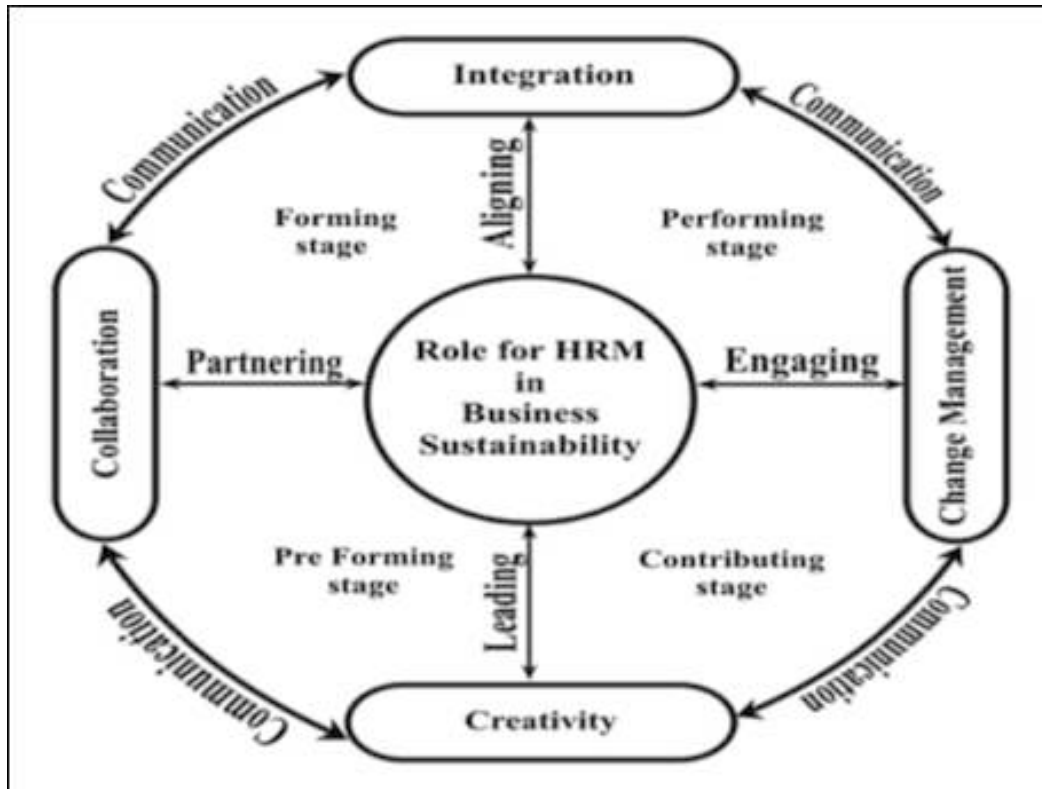 Integration
Communication
Communication
Aligning
Forming
stage
Performing
stage
Collaboration
Partnering
Role for HRM
in
Business
Sustainability
Engaging
Change Management
Pre Forming
stage
Leading
Contributing
stage
Communication
Communication
Creativity